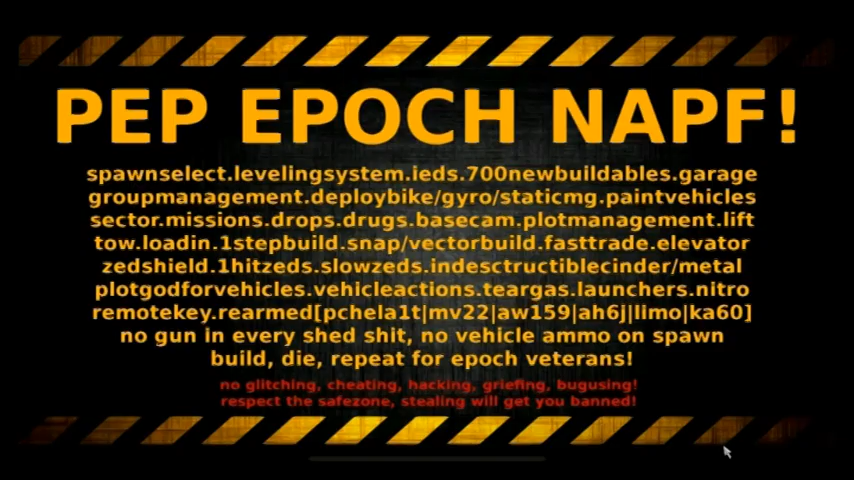 PEP EPOCH NAPF!
spawnselect.levelingsystem.ieds.700newbuildables.garage
groupmanagement.deploybike/gyro/staticmg.paintvehicles
sector.missions.drops.drugs.basecam.plotmanagement.lift
tow.loadin.1stepbuild.snap/vectorbuild.fasttrade.elevator
zedshield.1hitzeds.slowzeds.indesctructiblecinder/metal
plotgodforvehicles.vehicleactions.teargas.launchers.nitro
remotekey.rearmed[pchela1t|mv22|aw159|ah6j|limo|ka60]
no gun in every shed shit, no vehicle ammo on spawn
build, die, repeat for epoch veterans!
no glitching, cheating, hacking, griefing, bugusing!
respect the safezone, stealing will get you banned!